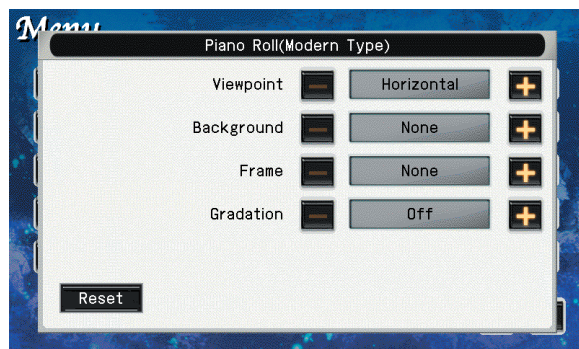 Menu
Piano Roll(Modern Type)
Viewpoint Horizontal
Background None
Frame None
Gradation Off
Reset